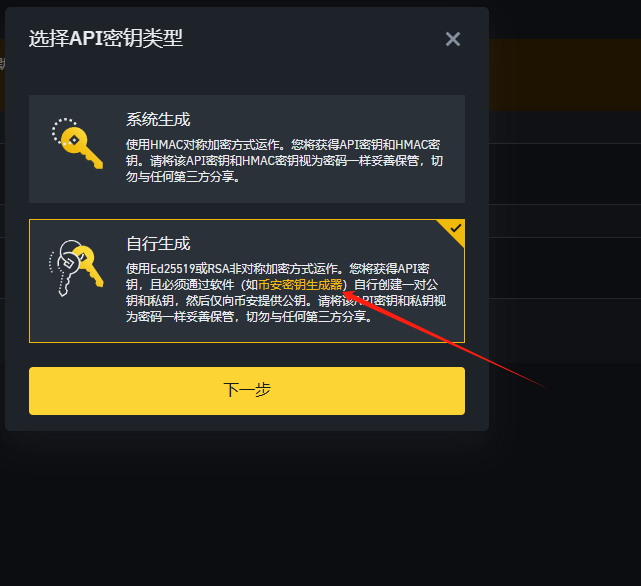 选择API密钥类型
系统生成
使用HMAC对称加密方式运作。您将获得API密钥和HMAC密
钥。请将该API密钥和HMAC密钥视为密码一样妥善保管，切
勿与任何第三方分享。
自行生成
使用Ed25519或RSA非对称加密方式运作。您将获得API密
钥，且必须通过软件（如币安密钥生成器）自行创建一对公
钥和私钥，然后仅向币安提供公钥。请将该API密钥和私钥视
为密码一样妥善保管，切勿与任何第三方分享。
下一步